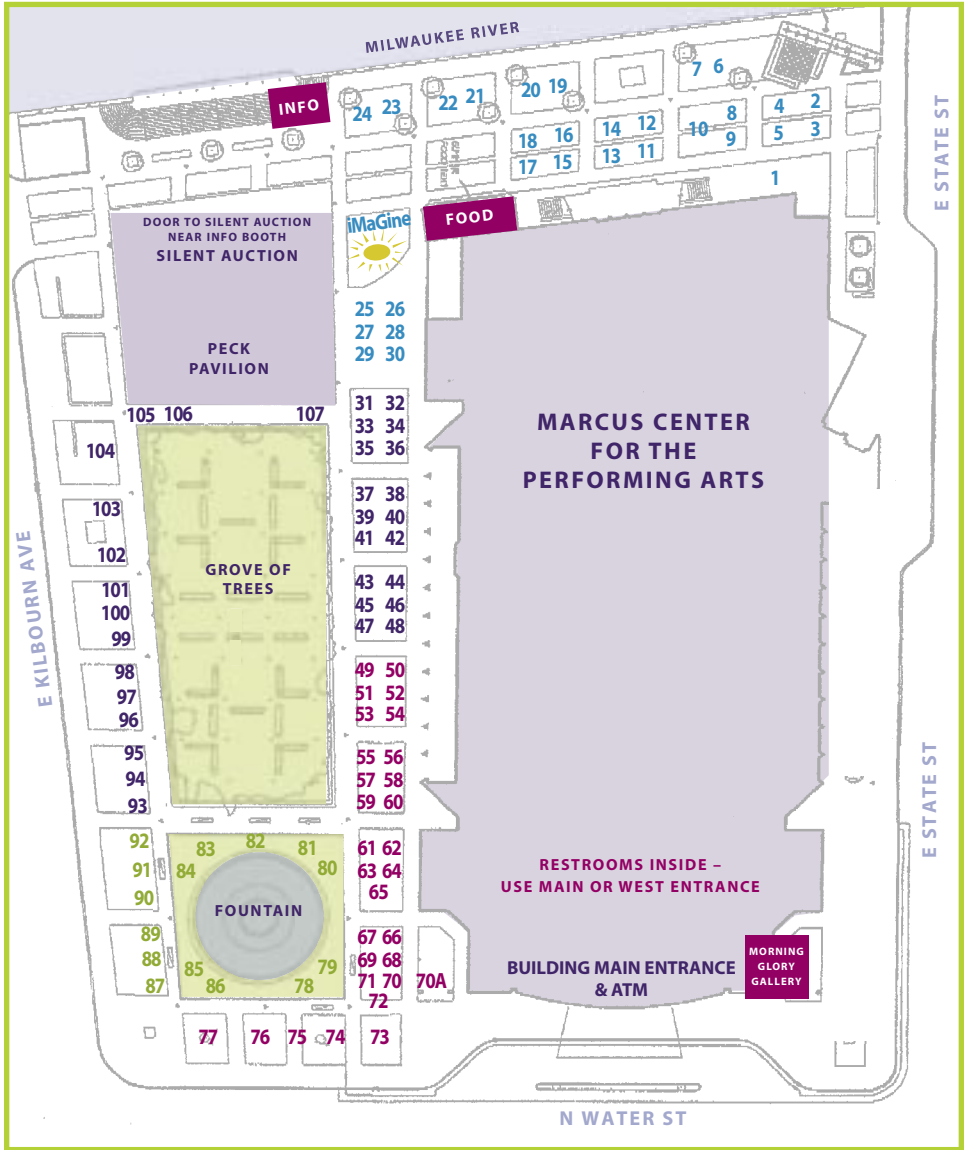 MILWAUKEE RIVER
INFO
24 23
22 21
20 19
7 6
18 16
14 12
10
8
4 2
17 15
13 11
9
5 3
1
E STATE ST
DOOR TO SILENT AUCTION
NEAR INFO BOOTH
SILENT AUCTION
iMaGine
FOOD
25 26
27 28
29 30
PECK
PAVILION
105 106 107
31 32
33 34
35 36
MARCUS CENTER
FOR THE
PERFORMING ARTS
104
103
102
101
100
99
98
97
96
95
94
93
E KILBOURN AVE
GROVE OF
TREES
37 38
39 40
41 42
43 44
45 46
47 48
49 50
51 52
53 54
55 56
57 58
59 60
E STATE ST
92
91
90
89
88
87
83 82 81
84 80
FOUNTAIN
85 79
86 78
61 62
63 64
65
67 66
69 68
71 70 70A
72
RESTROOMS INSIDE –
USE MAIN OR WEST ENTRANCE
BUILDING MAIN ENTRANCE
& ATM
MORNING
GLORY
GALLERY
77 76 75 74 73
N WATER ST